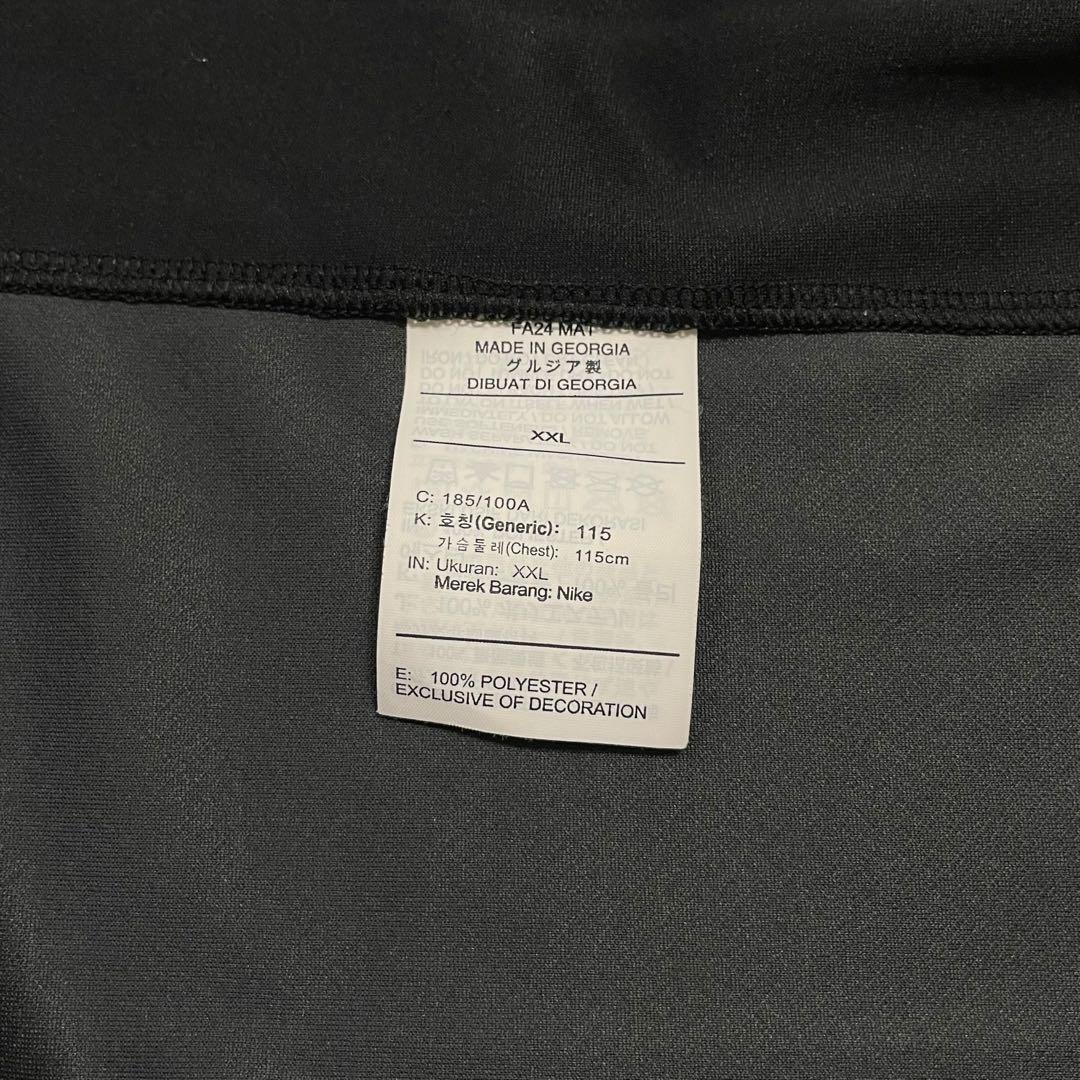 FA24 MAT
MADE IN GEORGIA
グルジア製
DIBUAT DI GEORGIA
XXL
C: 185/100A
K: 호칭(Generic): 115
가슴둘레(Chest): 115cm
IN: Ukuran: XXL
Merek Barang: Nike
E: 100% POLYESTER /
EXCLUSIVE OF DECORATION